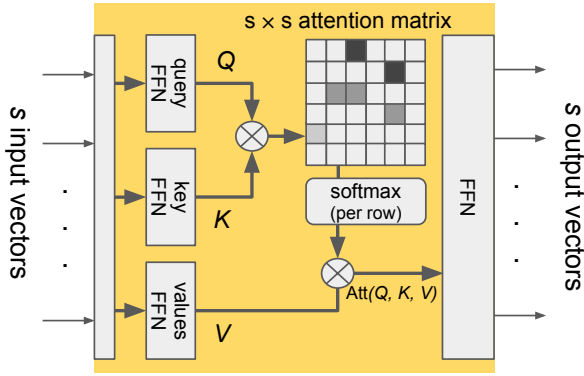 s × s attention matrix
s input vectors
query
FFN
Q
key
FFN
K
values
FFN
V
softmax
(per row)
Att(Q, K, V)
FFN
s output vectors